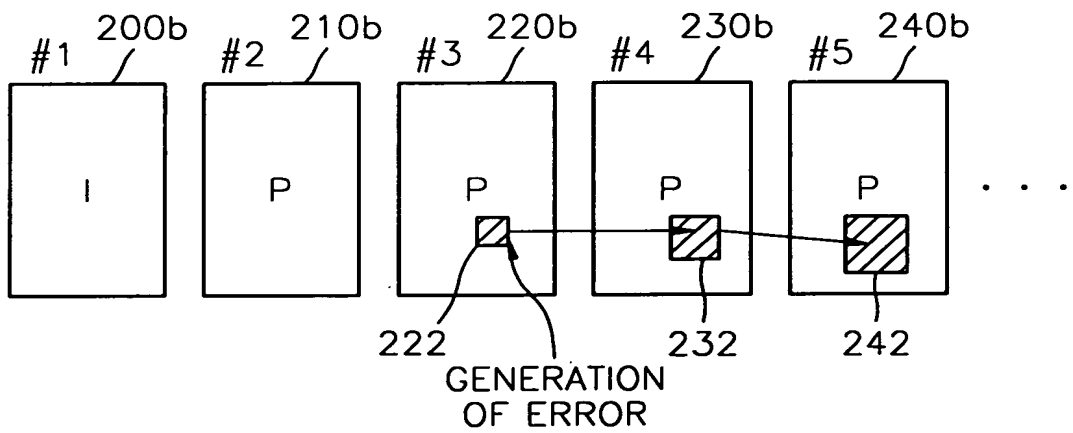 #1 200b #2 210b #3 220b #4 230b #5 240b
I P P P P . . .
222 232 242
GENERATION
OF ERROR